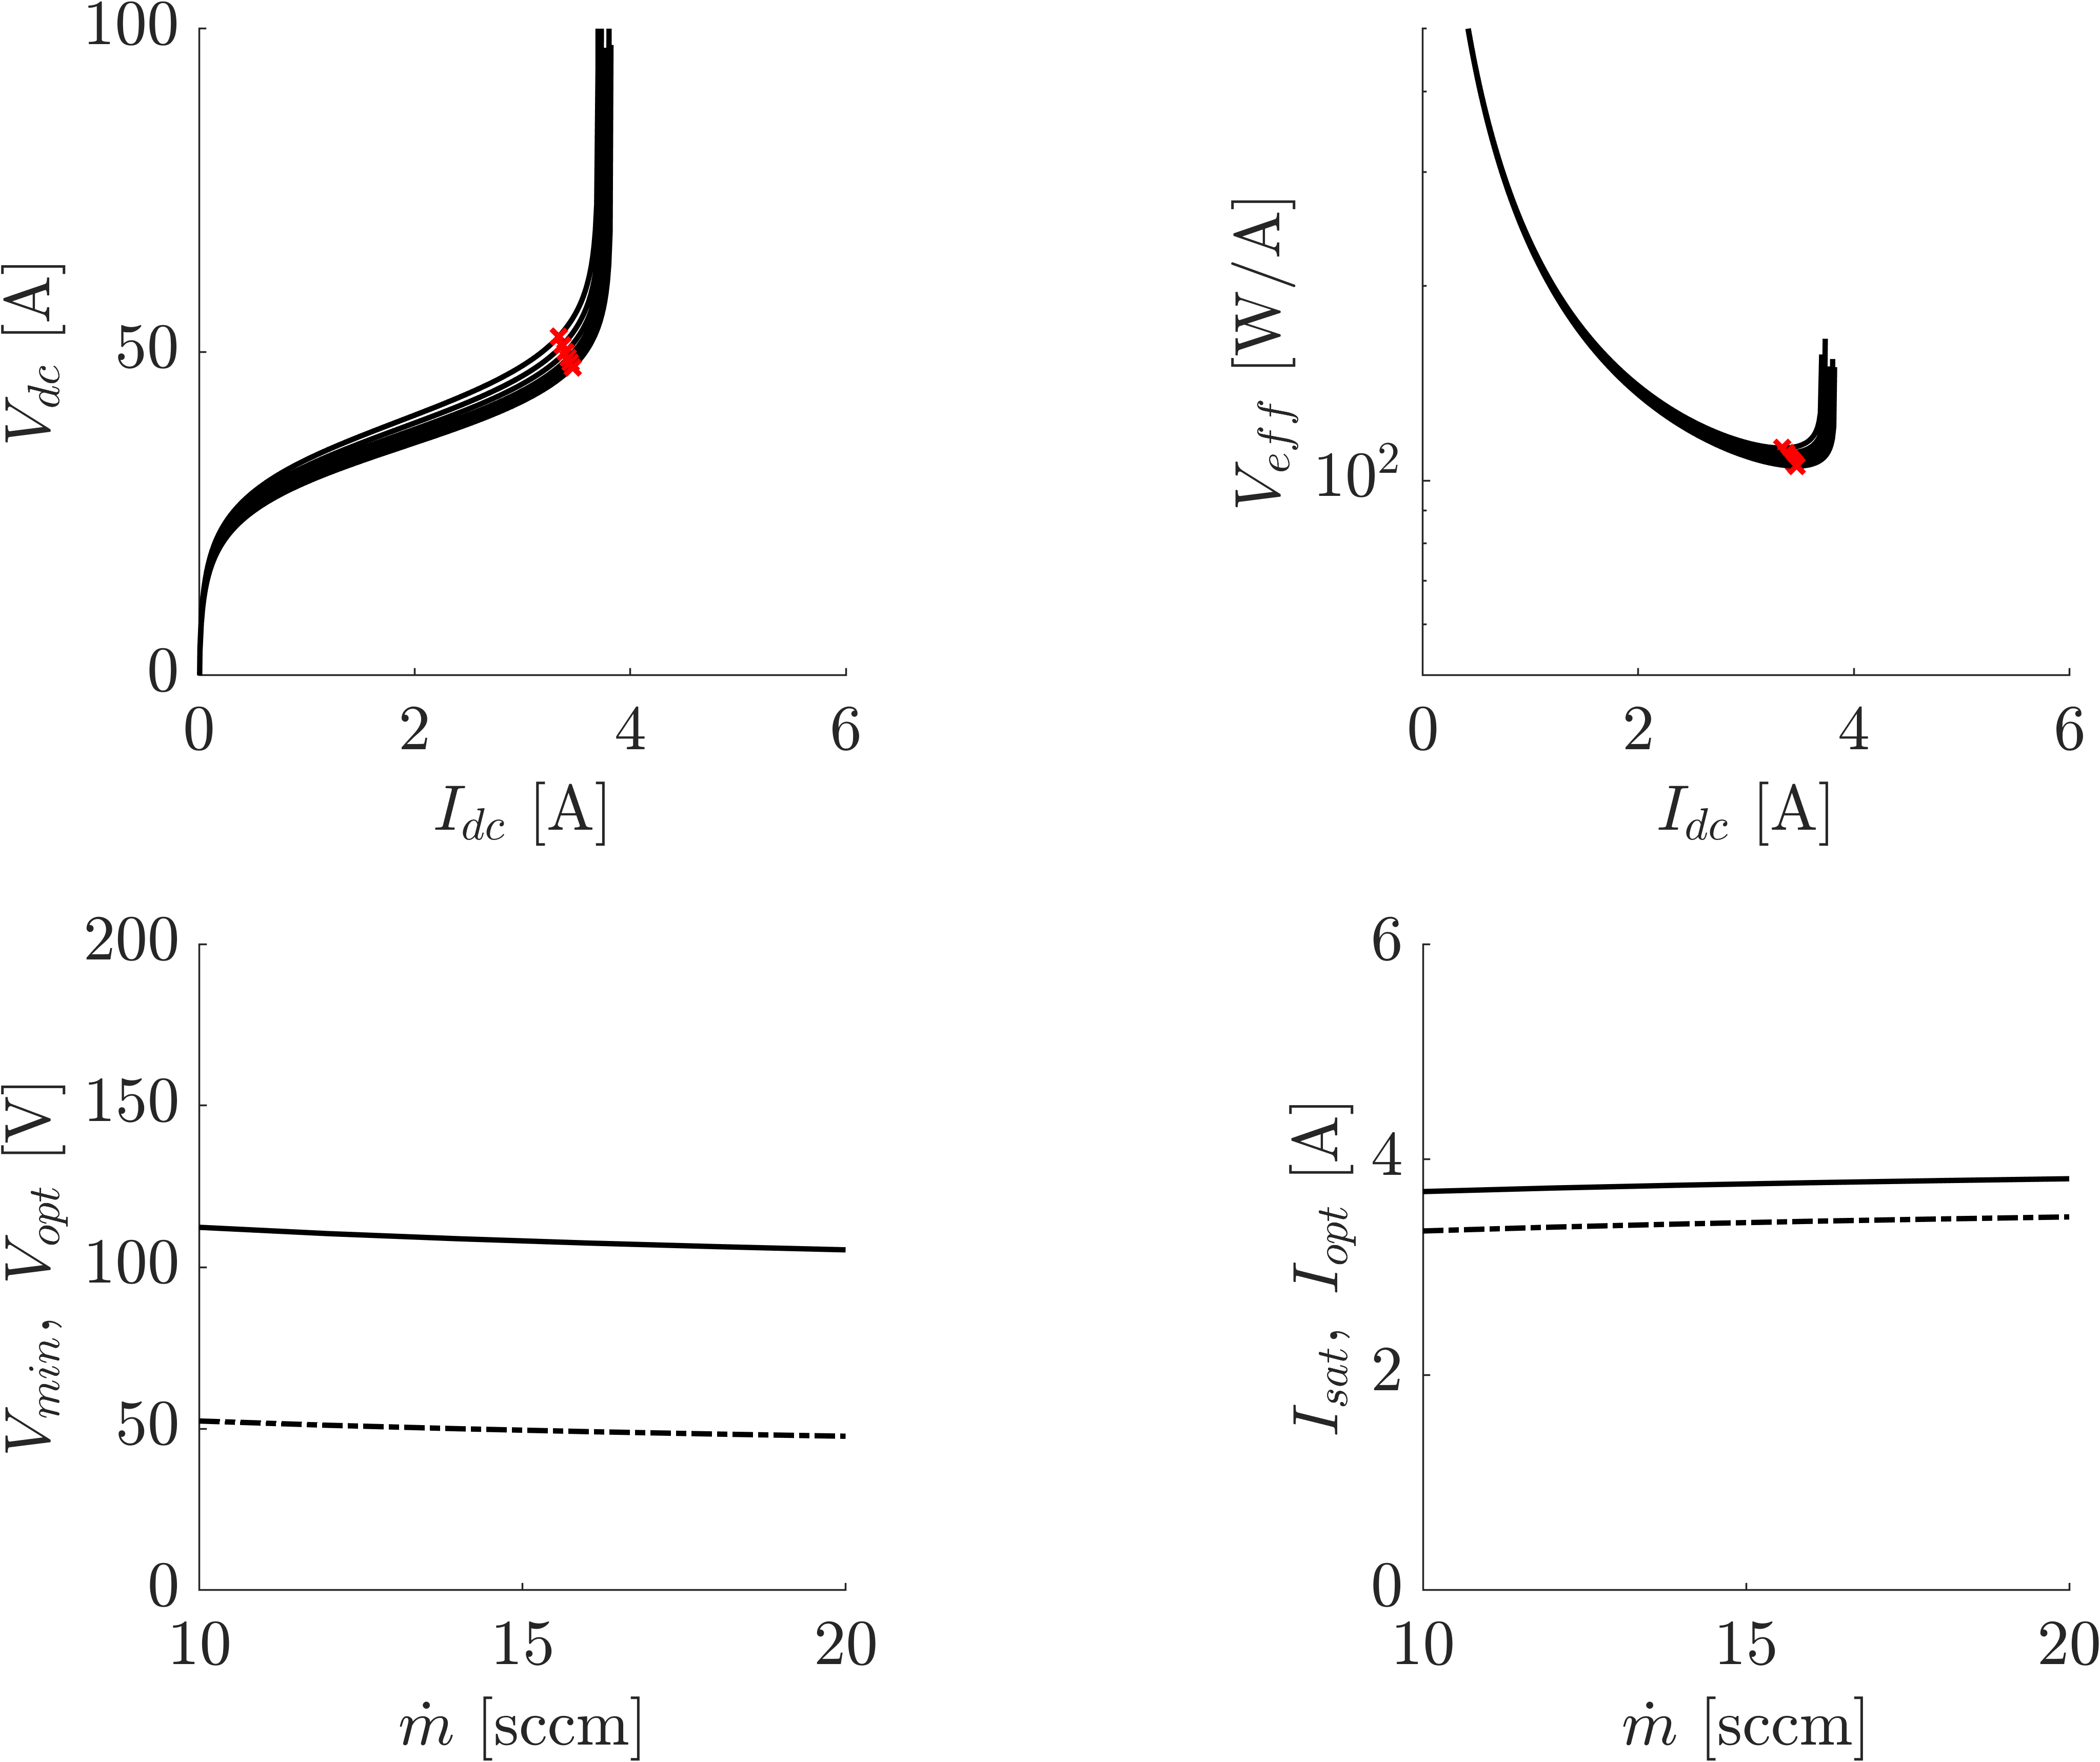 100
50
0
V_dc [A]
0 2 4 6
I_dc [A]
V_eff [W/A]
10^2
0 2 4 6
I_dc [A]
200
150
100
50
0
V_min, V_opt [V]
10 15 20
ṁ [sccm]
6
4
2
0
I_sat, I_opt [A]
10 15 20
ṁ [sccm]